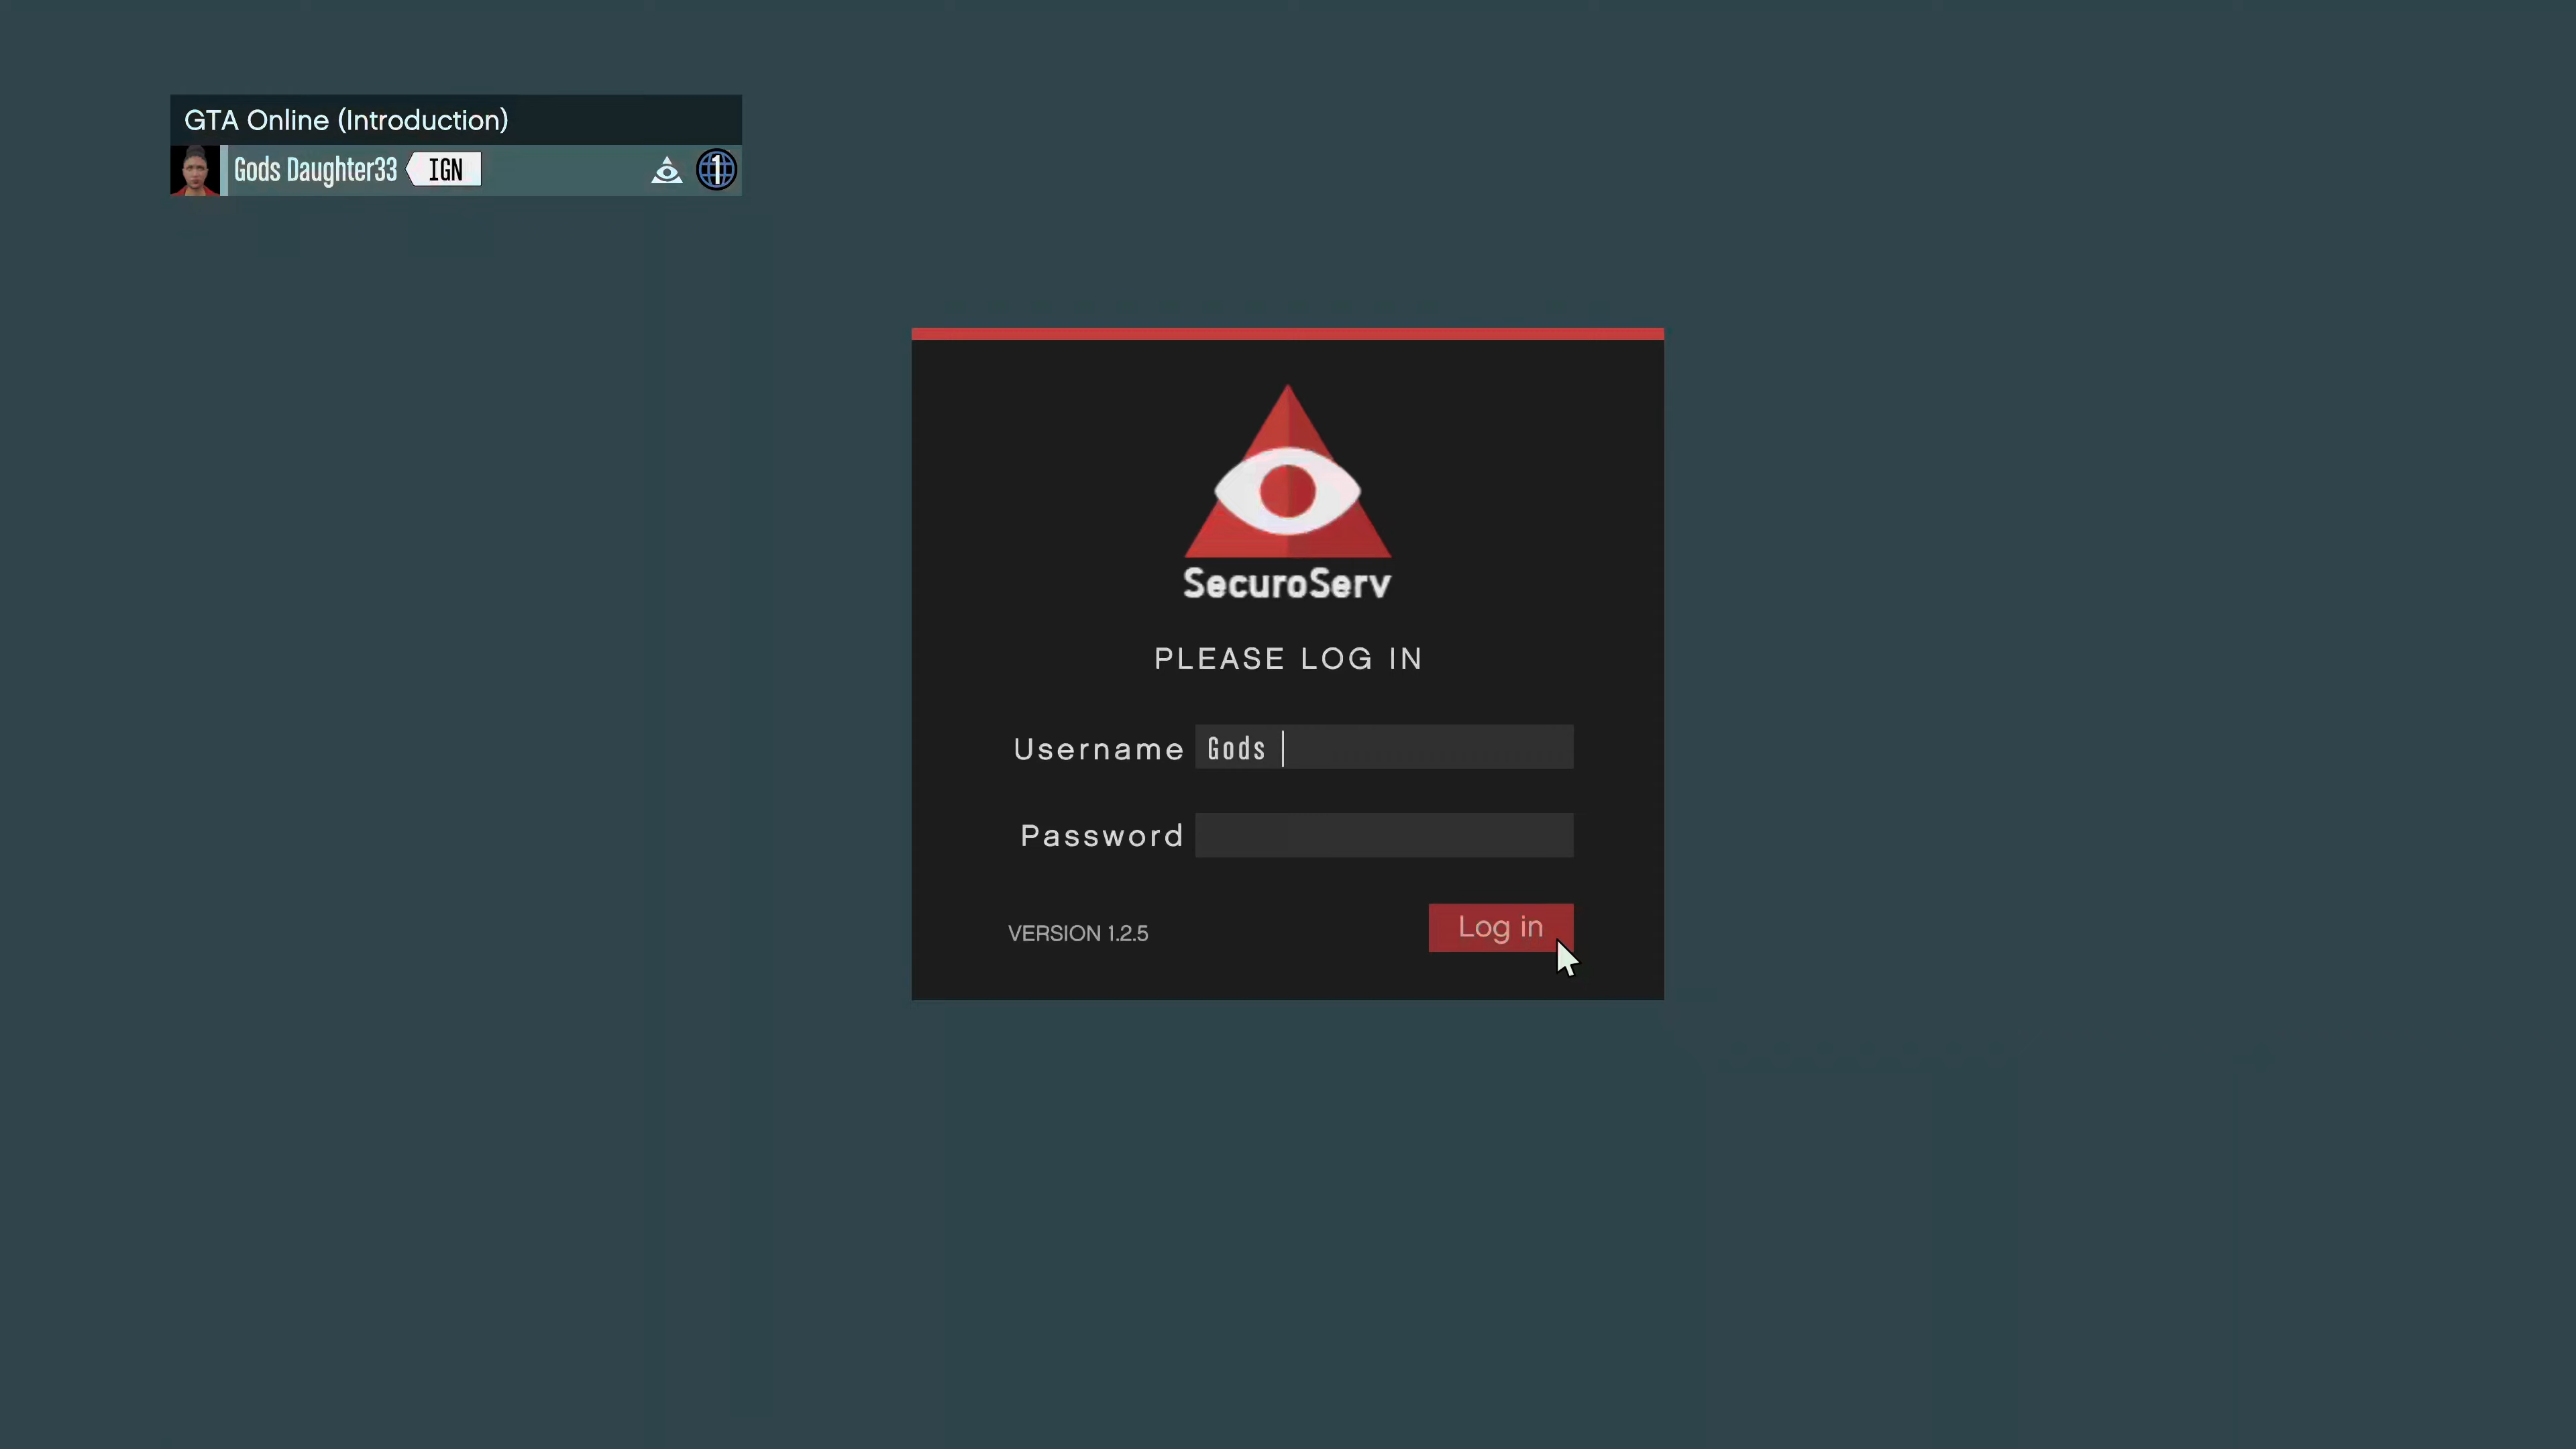 GTA Online (Introduction)
Gods Daughter33 IGN 1
SecuroServ
PLEASE LOG IN
Username Gods
Password
VERSION 1.2.5 Log in